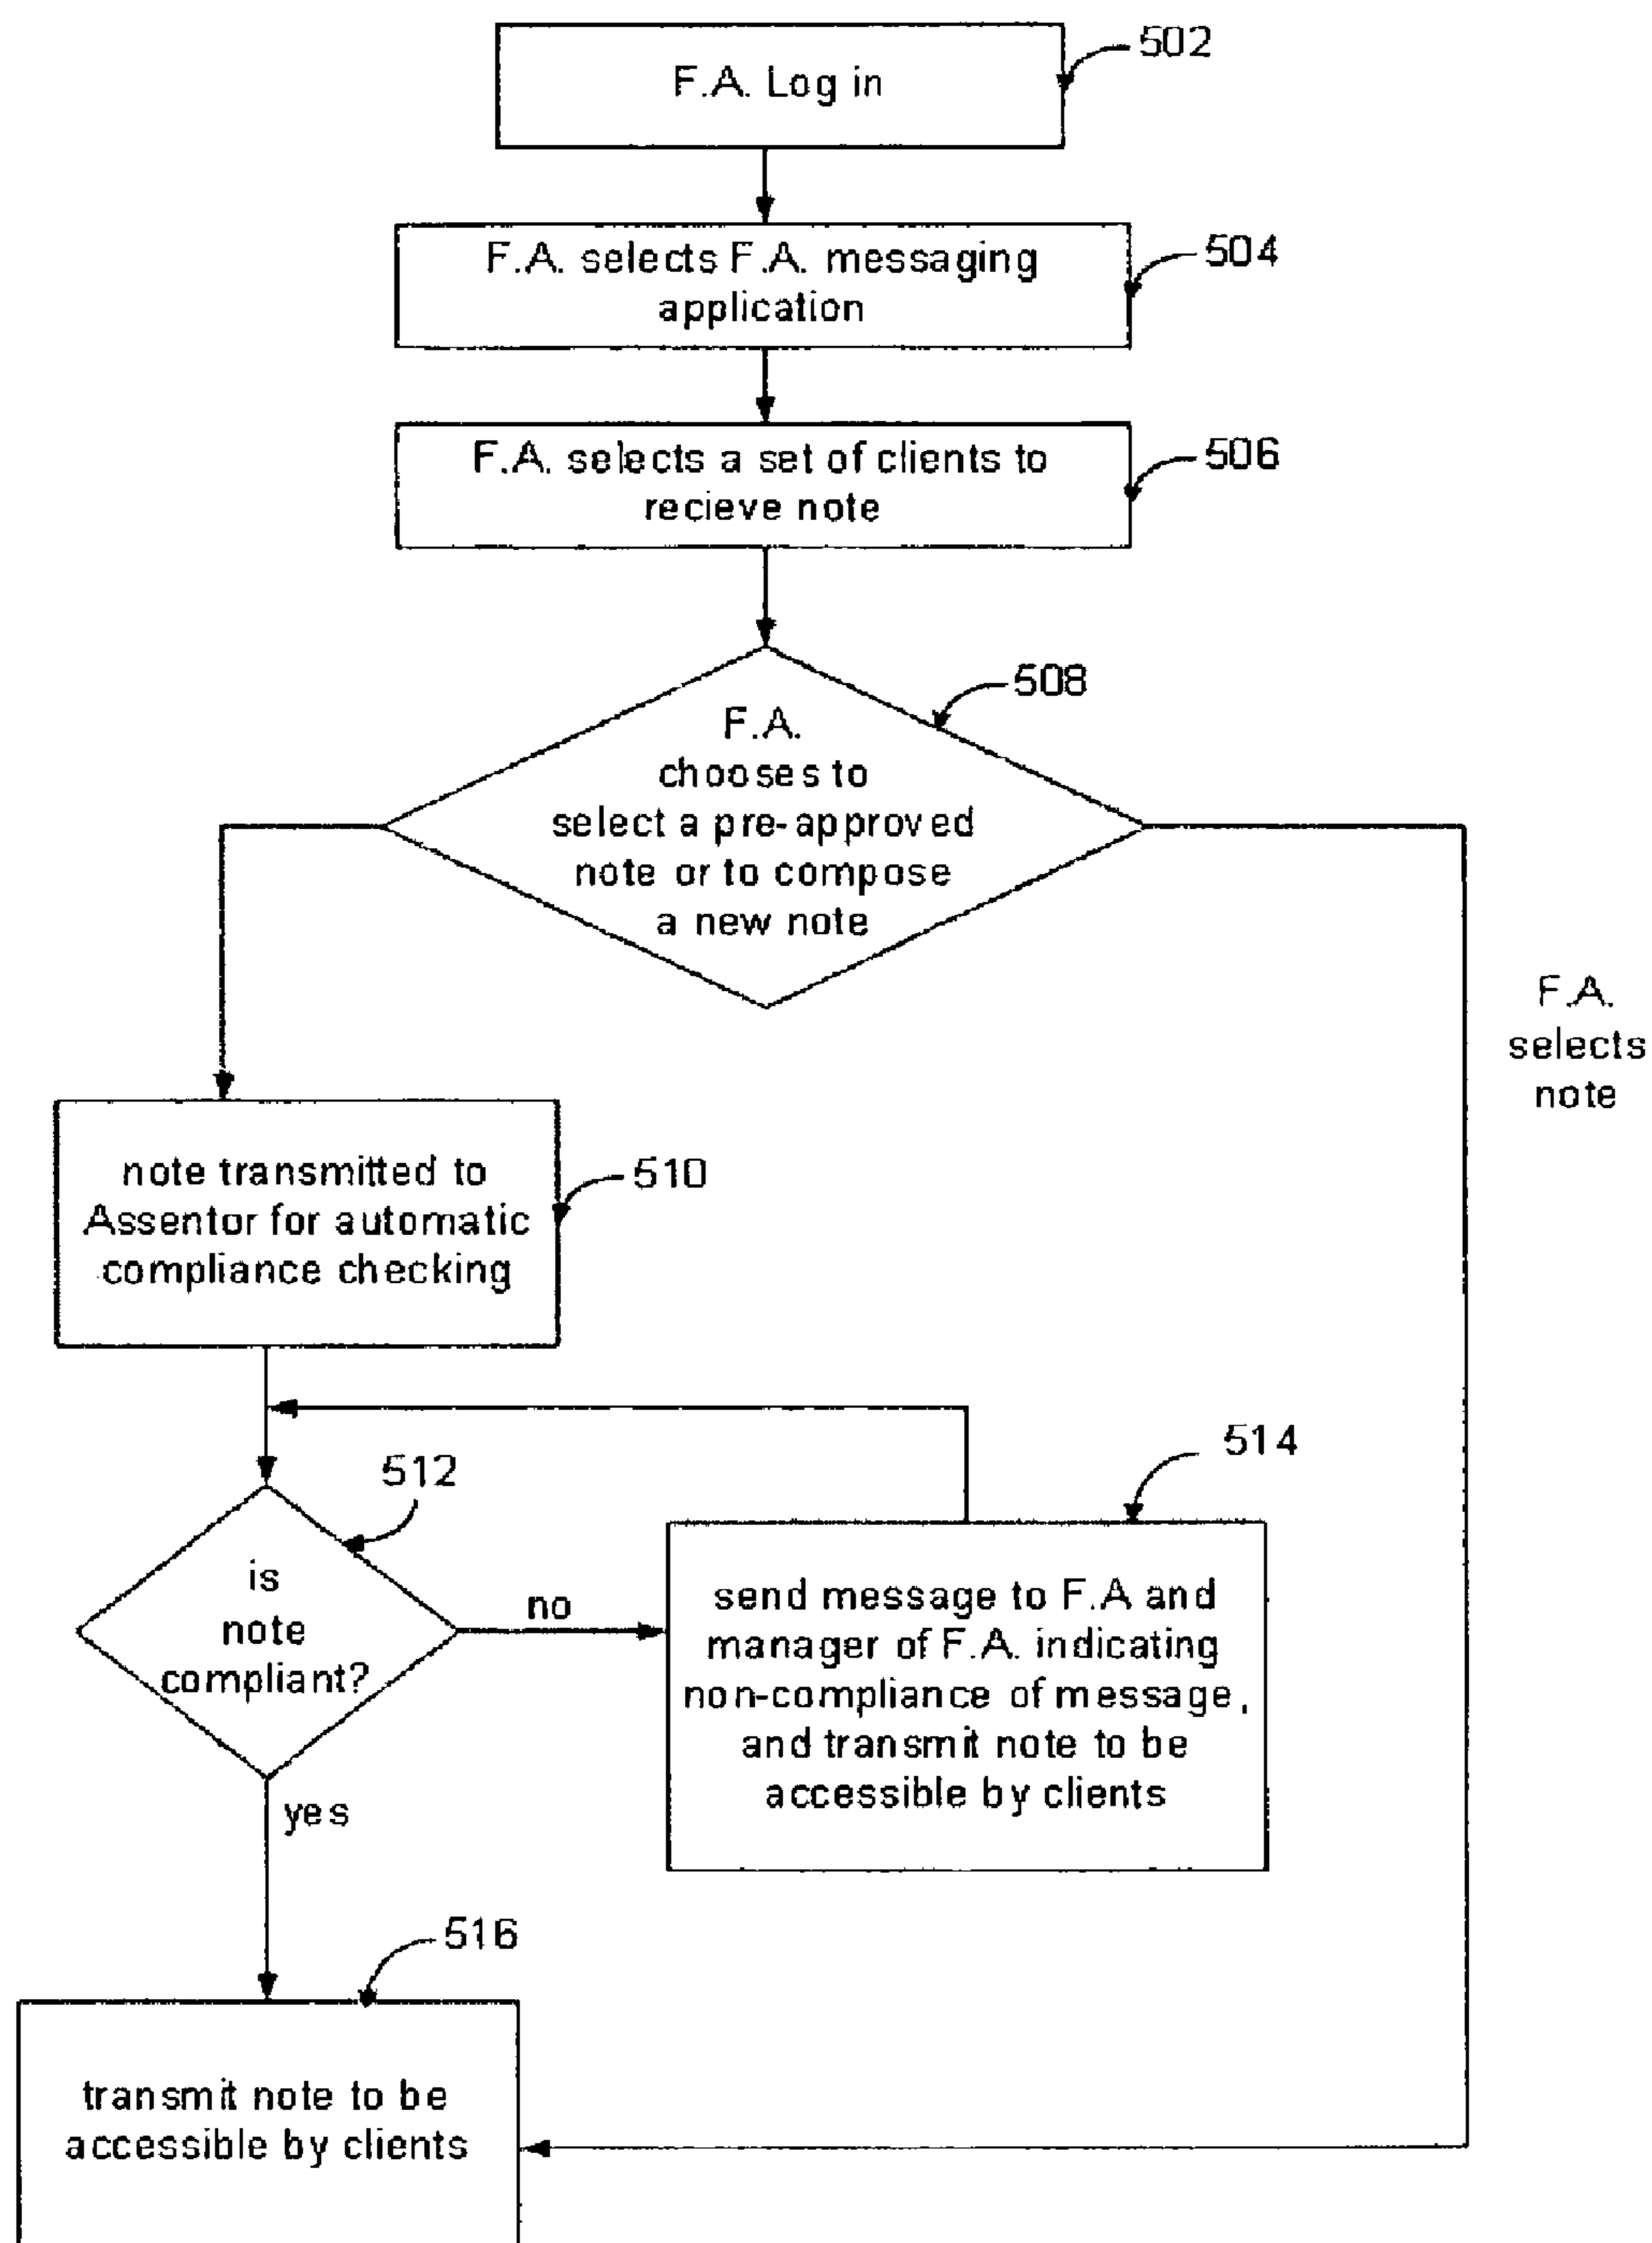 502
F.A. Log in
504
F.A. selects F.A. messaging
application
506
F.A. selects a set of clients to
recieve note
508
F.A.
chooses to
select a pre-approved
note or to compose
a new note
F.A.
selects
note
510
note transmitted to
Assentor for automatic
compliance checking
512
is
note
compliant?
no
yes
514
send message to F.A and
manager of F.A. indicating
non-compliance of message,
and transmit note to be
accessible by clients
516
transmit note to be
accessible by clients